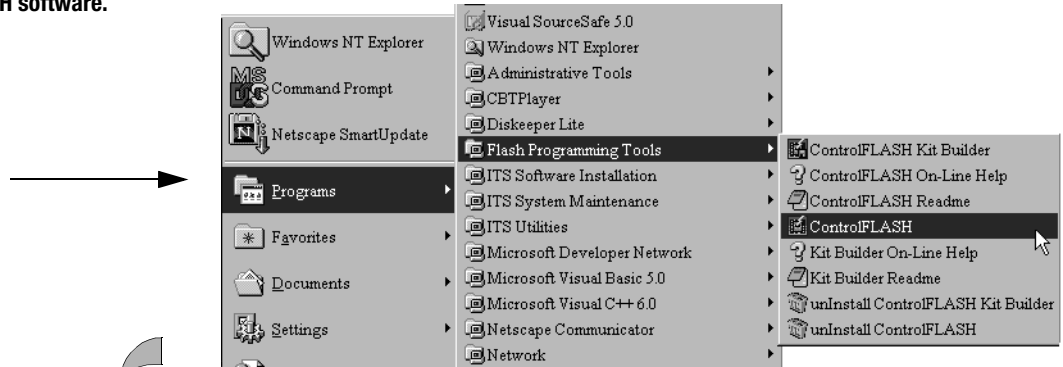 H software.
Windows NT Explorer
Command Prompt
Netscape SmartUpdate
Programs
Favorites
Documents
Settings
Visual SourceSafe 5.0
Windows NT Explorer
Administrative Tools
CBTPlayer
Diskeeper Lite
Flash Programming Tools
ITS Software Installation
ITS System Maintenance
ITS Utilities
Microsoft Developer Network
Microsoft Visual Basic 5.0
Microsoft Visual C++ 6.0
Netscape Communicator
Network
ControlFLASH Kit Builder
ControlFLASH On-Line Help
ControlFLASH Readme
ControlFLASH
Kit Builder On-Line Help
Kit Builder Readme
unInstall ControlFLASH Kit Builder
unInstall ControlFLASH